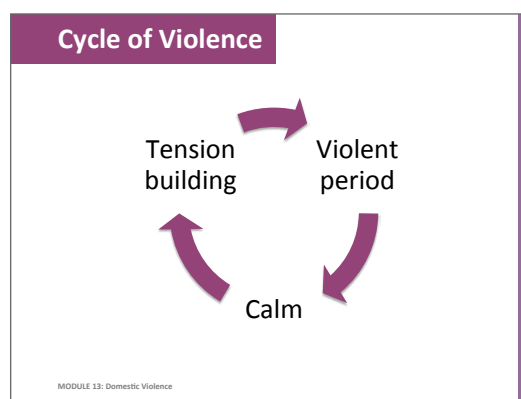 Cycle of Violence
Tension
building
Violent
period
Calm
MODULE 13: Domestic Violence